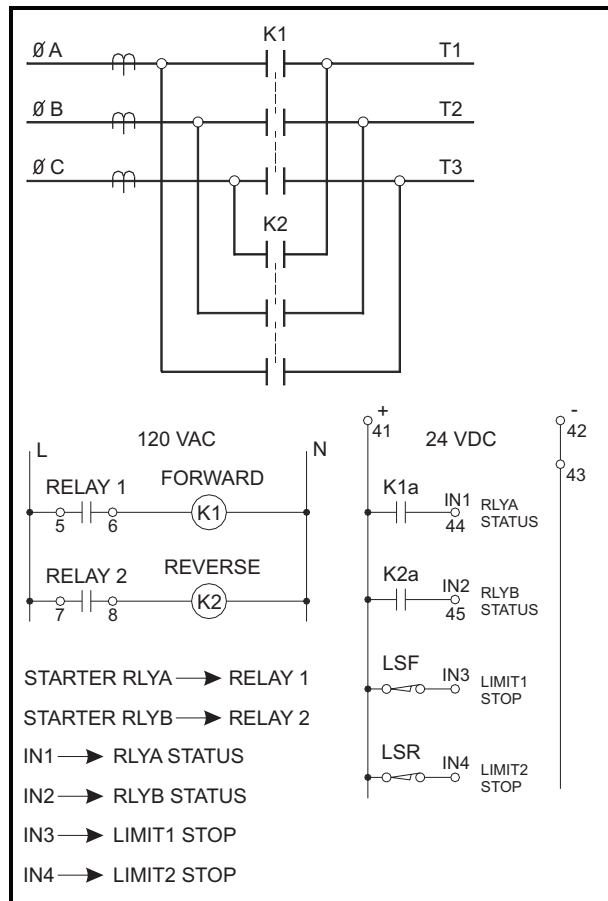 K1
Ø A T1
Ø B T2
Ø C T3
K2
120 VAC
L N
RELAY 1 FORWARD
5 6 K1
RELAY 2 REVERSE
7 8 K2
+ -
41 24 VDC 42
43
K1a IN1 RLYA
44 STATUS
K2a IN2 RLYB
45 STATUS
LSF IN3 LIMIT1
STOP
LSR IN4 LIMIT2
STOP
STARTER RLYA → RELAY 1
STARTER RLYB → RELAY 2
IN1 → RLYA STATUS
IN2 → RLYB STATUS
IN3 → LIMIT1 STOP
IN4 → LIMIT2 STOP